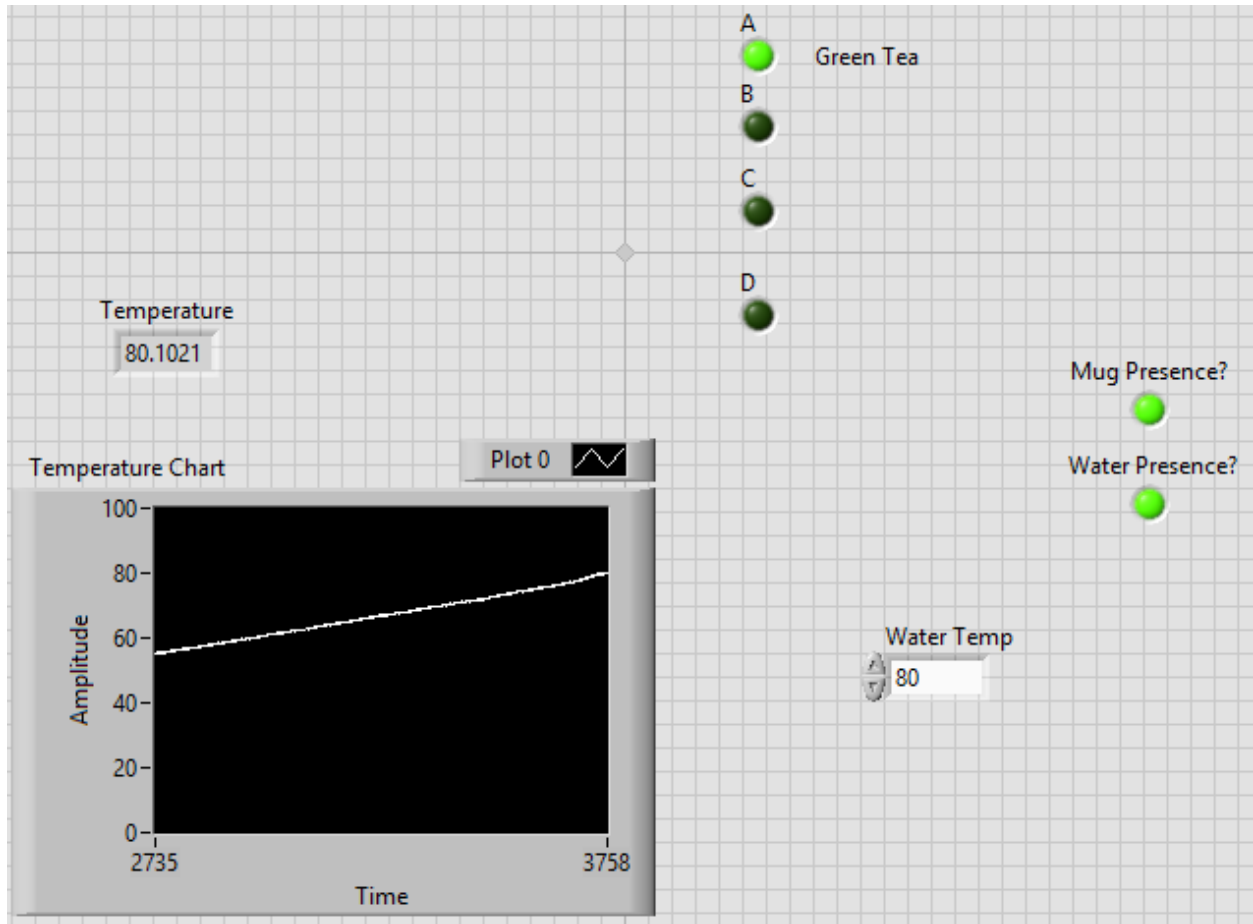 A
Green Tea
B
C
D
Temperature
80.1021
Mug Presence?
Water Presence?
Temperature Chart
Plot 0
100
80
60
40
20
0
Amplitude
2735
3758
Time
Water Temp
80